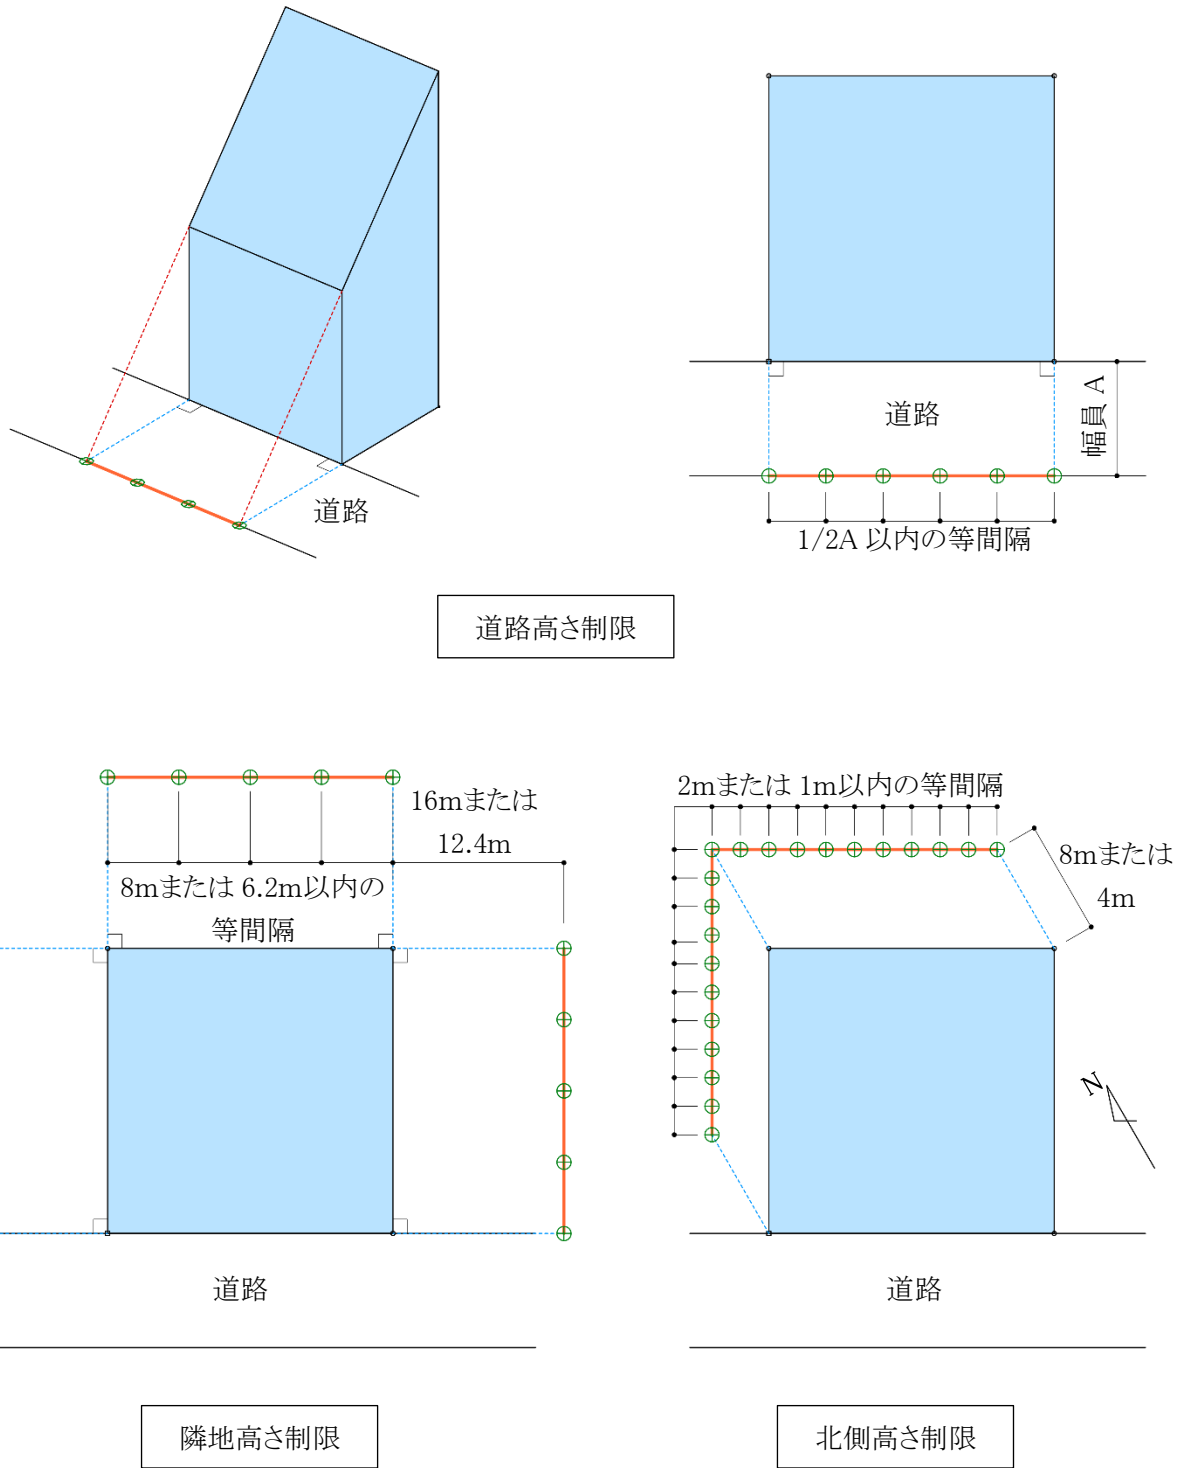 道路
道路
幅員 A
1/2A 以内の等間隔
道路高さ制限
16mまたは
12.4m
8mまたは 6.2m以内の
等間隔
道路
隣地高さ制限
2mまたは 1m以内の等間隔
8mまたは
4m
N
道路
北側高さ制限